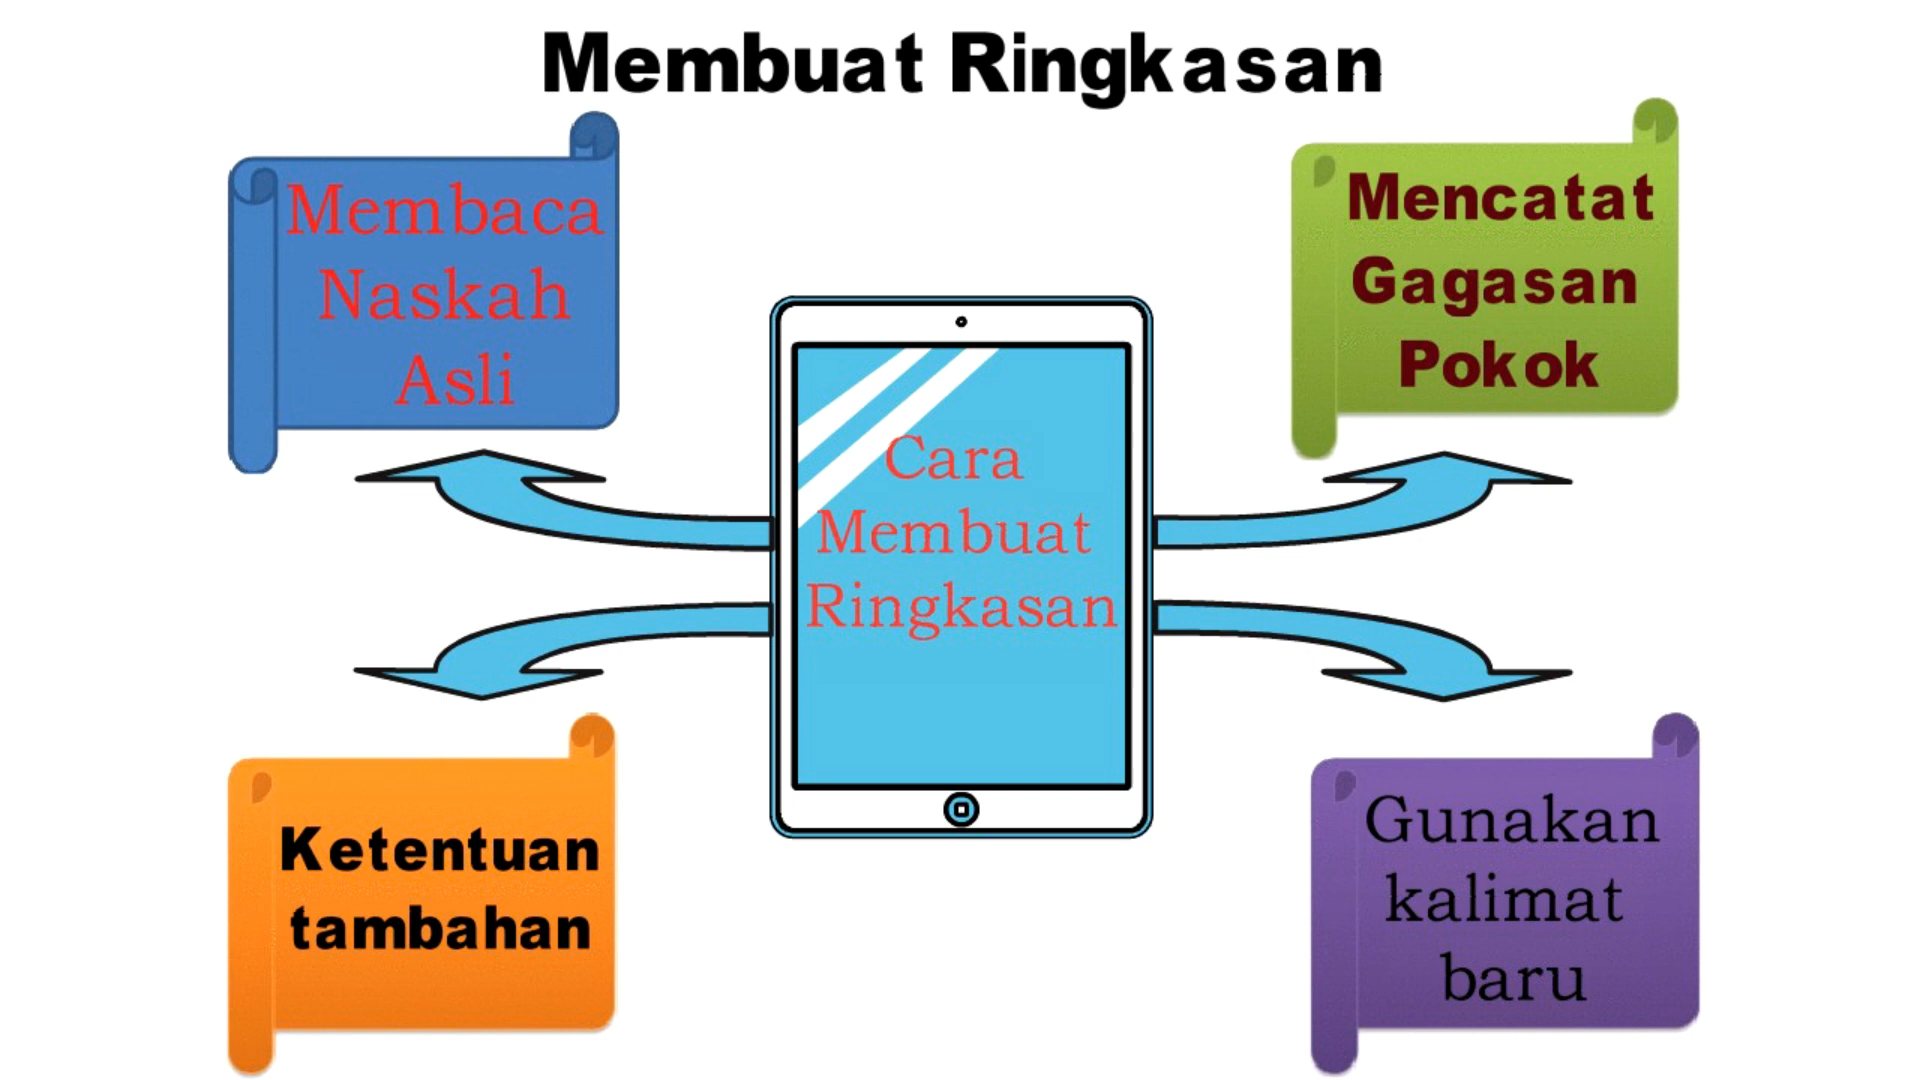 Membuat Ringkasan
Membaca
Naskah
Asli
Mencatat
Gagasan
Pokok
Cara
Membuat
Ringkasan
Ketentuan
tambahan
Gunakan
kalimat
baru